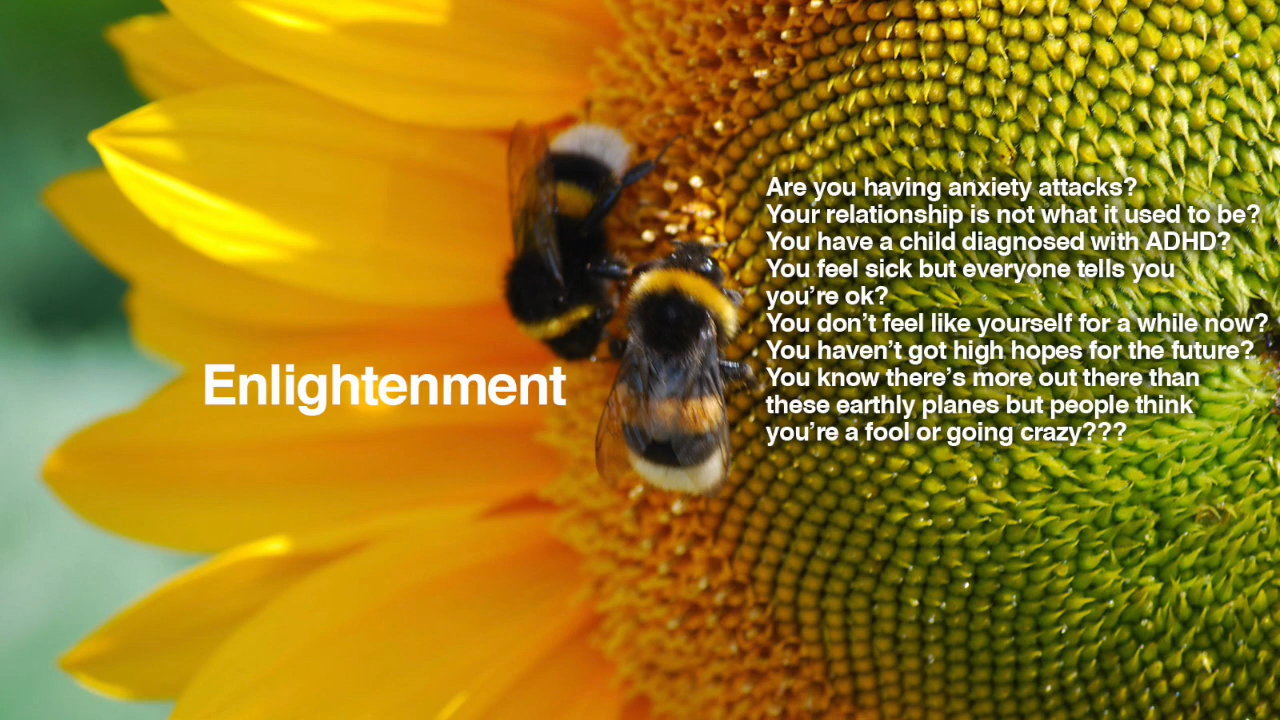 Enlightenment
Are you having anxiety attacks?
Your relationship is not what it used to be?
You have a child diagnosed with ADHD?
You feel sick but everyone tells you
you’re ok?
You don’t feel like yourself for a while now?
You haven’t got high hopes for the future?
You know there’s more out there than
these earthly planes but people think
you’re a fool or going crazy???